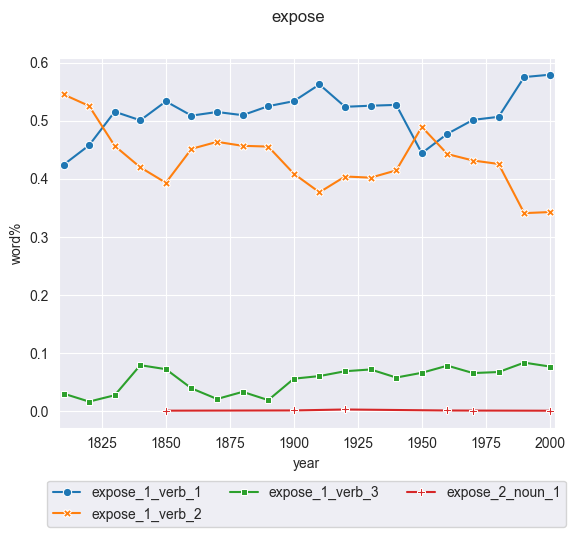 expose
0.6
0.5
0.4
0.3
0.2
0.1
0.0
word%
1825 1850 1875 1900 1925 1950 1975 2000
year
expose_1_verb_1 expose_1_verb_3 expose_2_noun_1
expose_1_verb_2